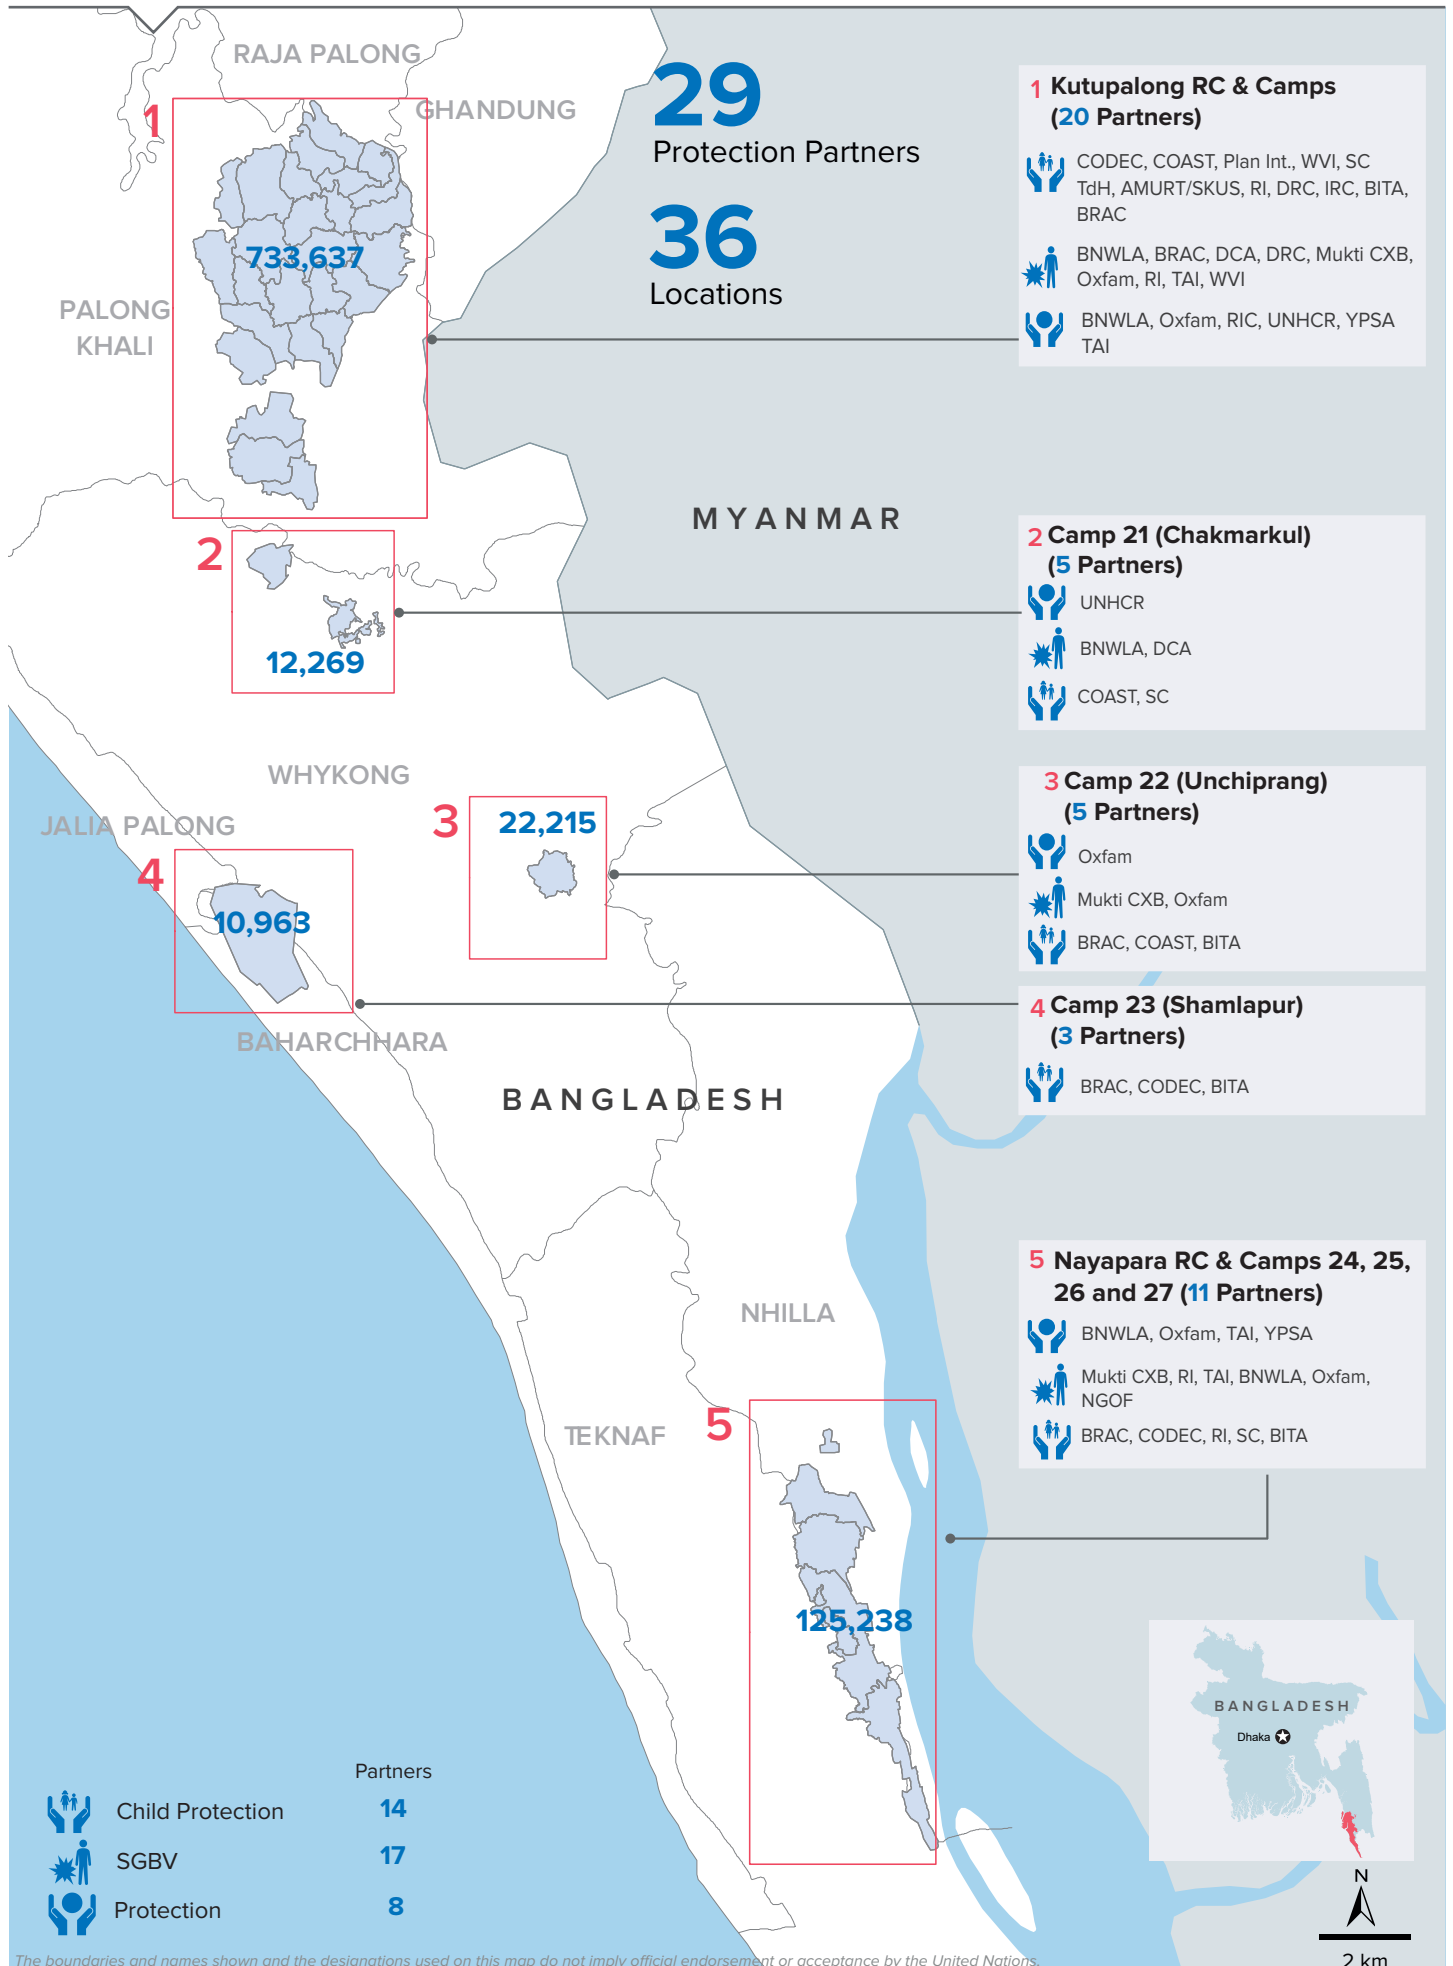 RAJA PALONG
GHANDUNG
1
733,637
PALONG
KHALI
29
Protection Partners
36
Locations
1 Kutupalong RC & Camps
(20 Partners)
CODEC, COAST, Plan Int., WVI, SC
TdH, AMURT/SKUS, RI, DRC, IRC, BITA,
BRAC
BNWLA, BRAC, DCA, DRC, Mukti CXB,
Oxfam, RI, TAI, WVI
BNWLA, Oxfam, RIC, UNHCR, YPSA
TAI
MYANMAR
2
12,269
2 Camp 21 (Chakmarkul)
(5 Partners)
UNHCR
BNWLA, DCA
COAST, SC
WHYKONG
JALIA PALONG
3
22,215
3 Camp 22 (Unchiprang)
(5 Partners)
Oxfam
Mukti CXB, Oxfam
BRAC, COAST, BITA
4
10,963
BAHARCHHARA
4 Camp 23 (Shamlapur)
(3 Partners)
BRAC, CODEC, BITA
BANGLADESH
NHILLA
TEKNAF
5
125,238
5 Nayapara RC & Camps 24, 25,
26 and 27 (11 Partners)
BNWLA, Oxfam, TAI, YPSA
Mukti CXB, RI, TAI, BNWLA, Oxfam,
NGOF
BRAC, CODEC, RI, SC, BITA
BANGLADESH
Dhaka
Partners
Child Protection 14
SGBV 17
Protection 8
N
2 km
The boundaries and names shown and the designations used on this map do not imply official endorsement or acceptance by the United Nations.